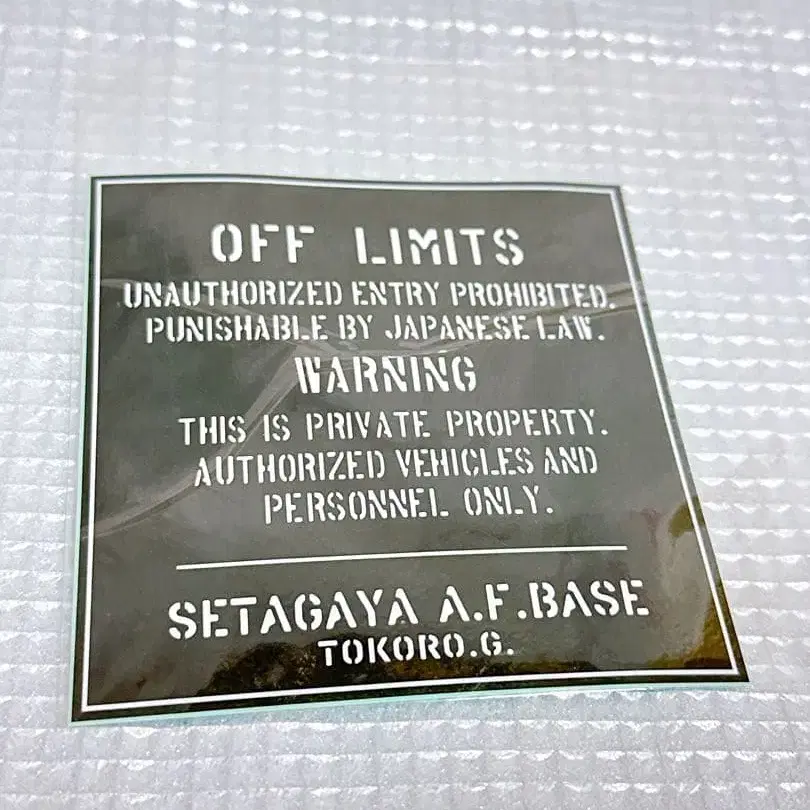 OFF LIMITS
UNAUTHORIZED ENTRY PROHIBITED.
PUNISHABLE BY JAPANESE LAW.
WARNING
THIS IS PRIVATE PROPERTY.
AUTHORIZED VEHICLES AND
PERSONNEL ONLY.
SETAGAYA A.F.BASE
TOKORO.G.